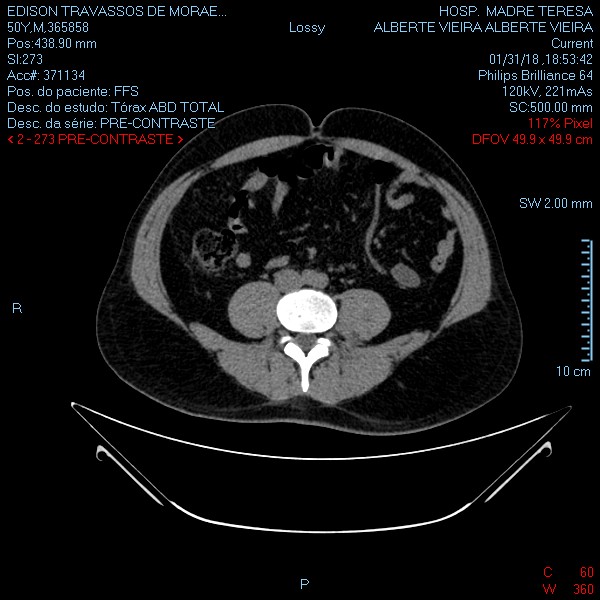 EDISON TRAVASSOS DE MORAE...
50Y,M,365858
Pos:438.90 mm
Sl:273
Acc#: 371134
Pos. do paciente: FFS
Desc. do estudo: Tórax ABD TOTAL
Desc. da série: PRE-CONTRASTE
< 2 - 273 PRE-CONTRASTE >
Lossy
HOSP. MADRE TERESA
ALBERTE VIEIRA ALBERTE VIEIRA
Current
01/31/18 ,18:53:42
Philips Brilliance 64
120kV, 221mAs
SC:500.00 mm
117% Pixel
DFOV 49.9 x 49.9 cm
SW 2.00 mm
R
10 cm
P
C 60
W 360